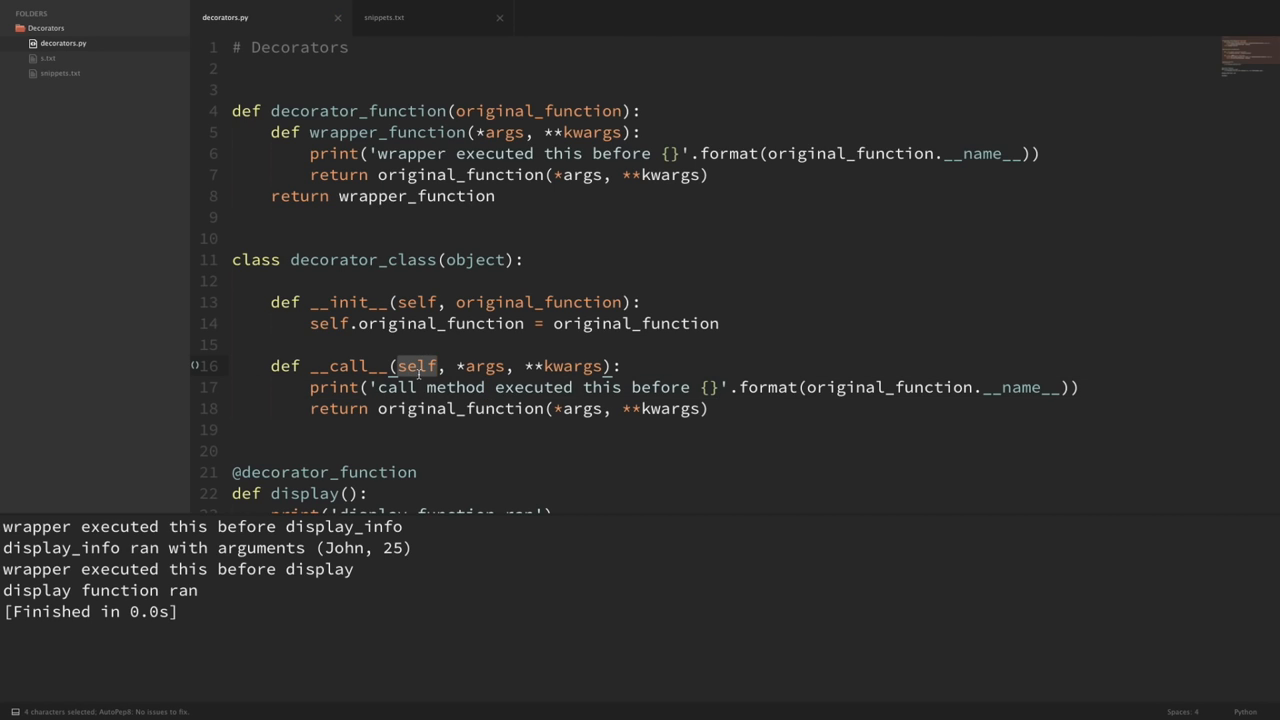 FOLDERS
Decorators
decorators.py
s.txt
snippets.txt
decorators.py
snippets.txt
1 # Decorators
2
3
4 def decorator_function(original_function):
5     def wrapper_function(*args, **kwargs):
6         print('wrapper executed this before {}'.format(original_function.__name__))
7         return original_function(*args, **kwargs)
8     return wrapper_function
9
10
11 class decorator_class(object):
12
13     def __init__(self, original_function):
14         self.original_function = original_function
15
16     def __call__(self, *args, **kwargs):
17         print('call method executed this before {}'.format(original_function.__name__))
18         return original_function(*args, **kwargs)
19
20
21 @decorator_function
22 def display():
print('display function ran')
wrapper executed this before display_info
display_info ran with arguments (John, 25)
wrapper executed this before display
display function ran
[Finished in 0.0s]
4 characters selected; AutoPep8: No issues to fix.
Spaces: 4
Python